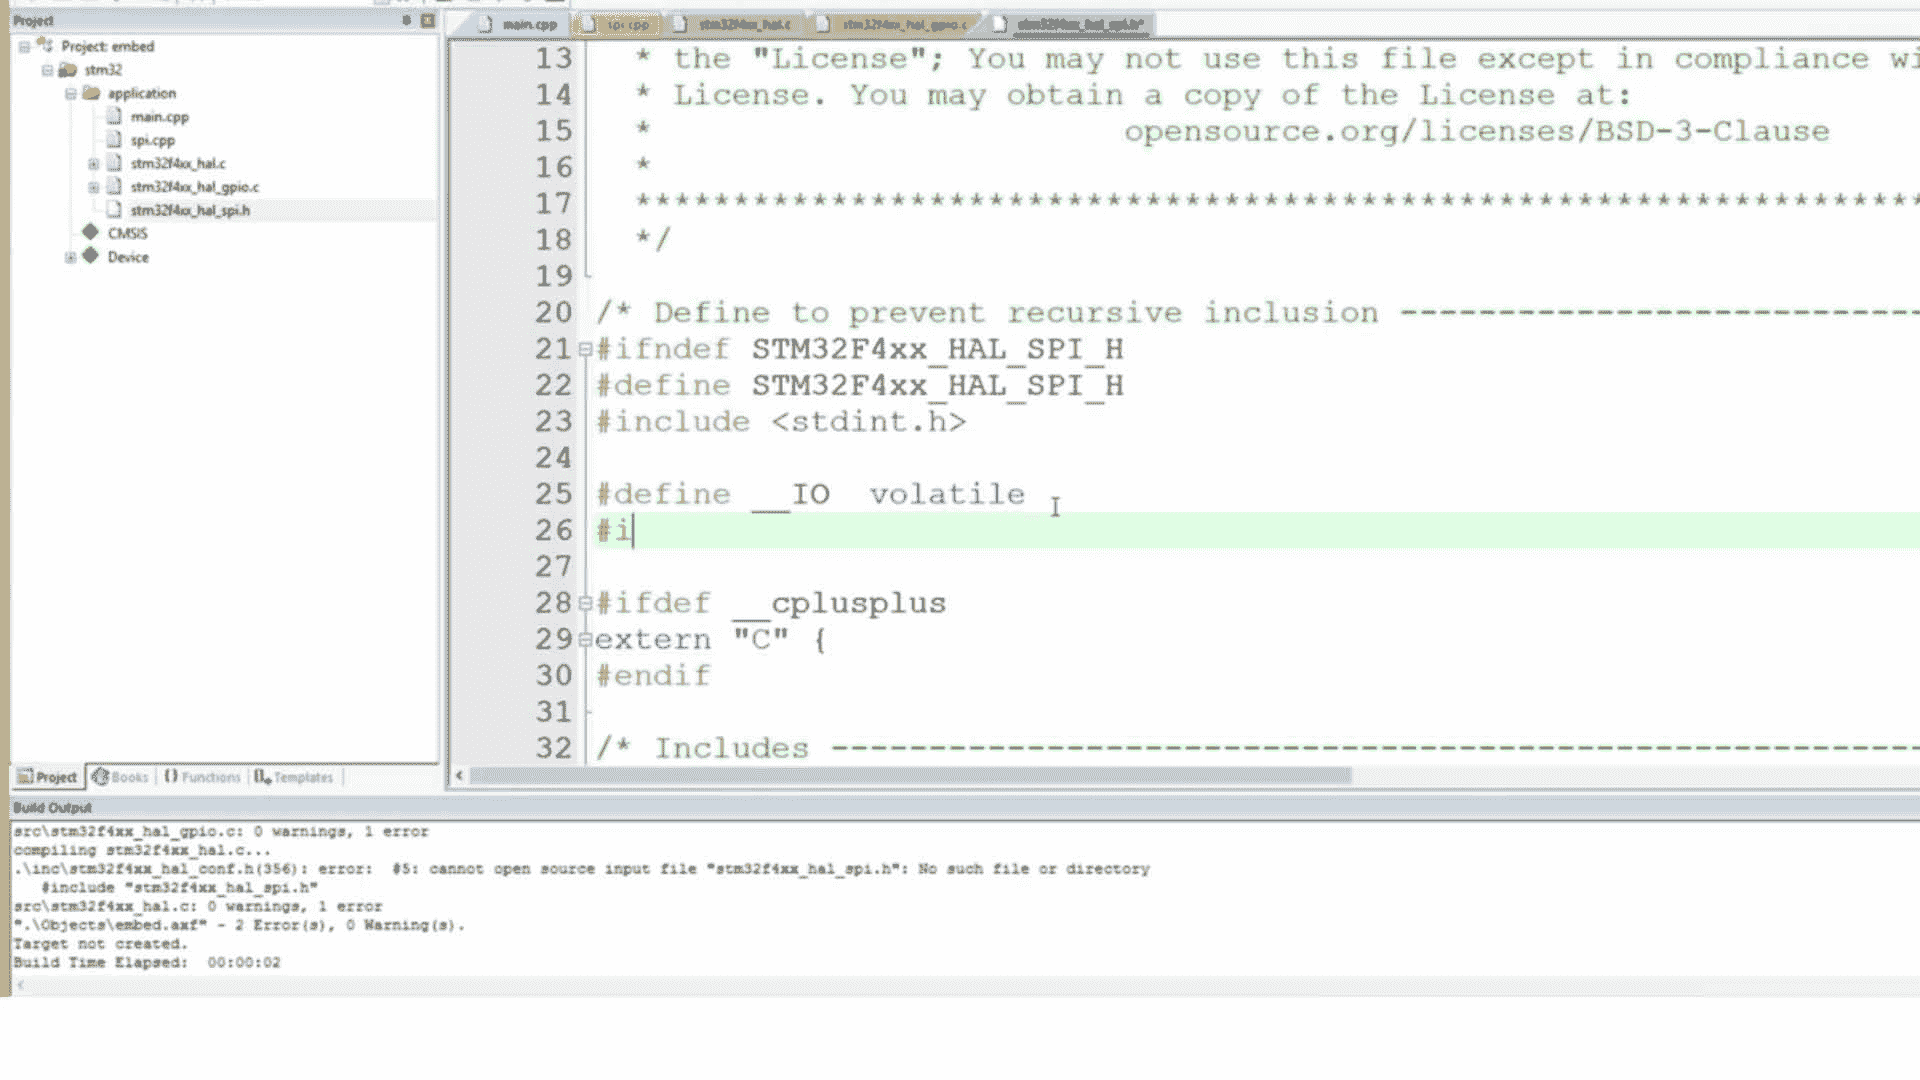 Project
Project: embed
stm32
application
main.cpp
spi.cpp
stm32f4xx_hal.c
stm32f4xx_hal_gpio.c
stm32f4xx_hal_spi.h
CMSIS
Device
Project Books Functions Templates
main.cpp spi.cpp stm32f4xx_hal.c stm32f4xx_hal_gpio.c stm32f4xx_hal_spi.h*
13 * the "License"; You may not use this file except in compliance wi
14 * License. You may obtain a copy of the License at:
15 * opensource.org/licenses/BSD-3-Clause
16 *
17 ********************************************************************
18 */
19
20 /* Define to prevent recursive inclusion ---------------------------
21 #ifndef STM32F4xx_HAL_SPI_H
22 #define STM32F4xx_HAL_SPI_H
23 #include <stdint.h>
24
25 #define __IO  volatile
26 #i
27
28 #ifdef __cplusplus
29 extern "C" {
30 #endif
31
32 /* Includes --------------------------------------------------------
Build Output
src\stm32f4xx_hal_gpio.c: 0 warnings, 1 error
compiling stm32f4xx_hal.c...
.\inc\stm32f4xx_hal_conf.h(356): error:  #5: cannot open source input file "stm32f4xx_hal_spi.h": No such file or directory
#include "stm32f4xx_hal_spi.h"
src\stm32f4xx_hal.c: 0 warnings, 1 error
".\Objects\embed.axf" - 2 Error(s), 0 Warning(s).
Target not created.
Build Time Elapsed:  00:00:02